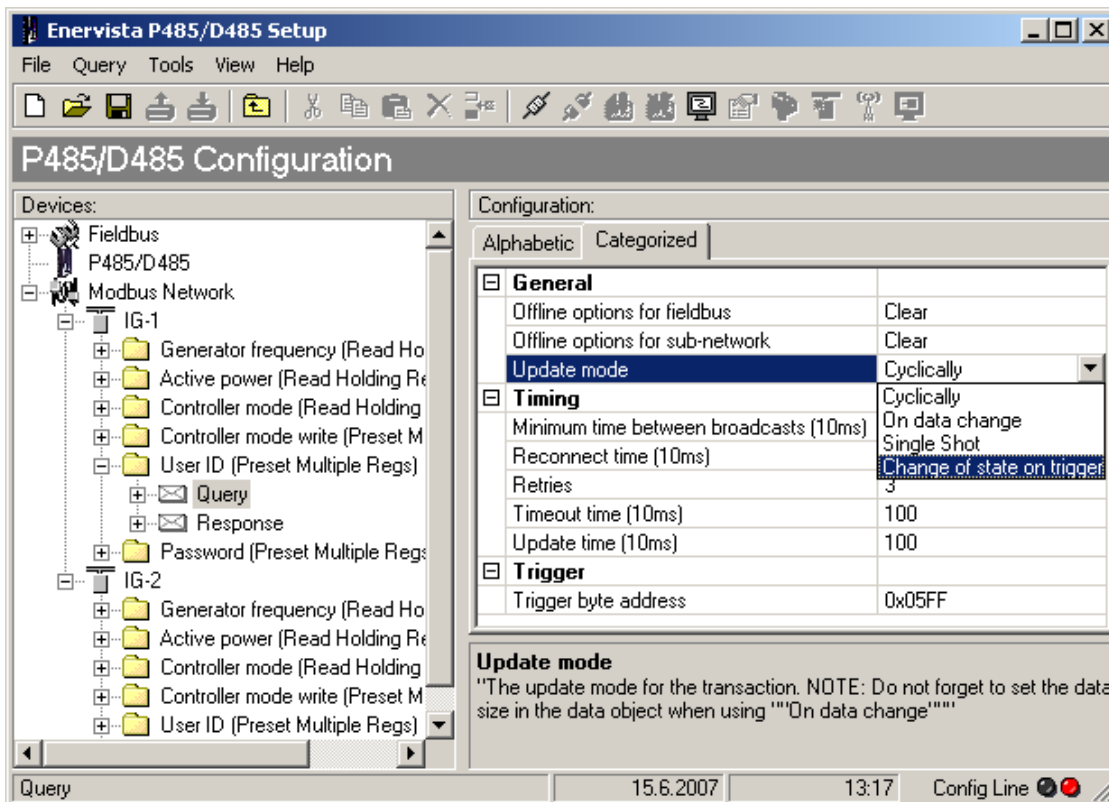 Enervista P485/D485 Setup
File Query Tools View Help
P485/D485 Configuration
Devices:
Fieldbus
P485/D485
Modbus Network
IG-1
Generator frequency (Read Ho
Active power (Read Holding Re
Controller mode (Read Holding
Controller mode write (Preset M
User ID (Preset Multiple Regs)
Query
Response
Password (Preset Multiple Regs
IG-2
Generator frequency (Read Ho
Active power (Read Holding Re
Controller mode (Read Holding
Controller mode write (Preset M
User ID (Preset Multiple Regs)
Configuration:
Alphabetic Categorized
General
Offline options for fieldbus Clear
Offline options for sub-network Clear
Update mode Cyclically
Cyclically
On data change
Single Shot
Change of state on trigger
Timing
Minimum time between broadcasts (10ms)
Reconnect time (10ms)
Retries 3
Timeout time (10ms) 100
Update time (10ms) 100
Trigger
Trigger byte address 0x05FF
Update mode
"The update mode for the transaction. NOTE: Do not forget to set the data
size in the data object when using '""On data change'"""'
Query 15.6.2007 13:17 Config Line